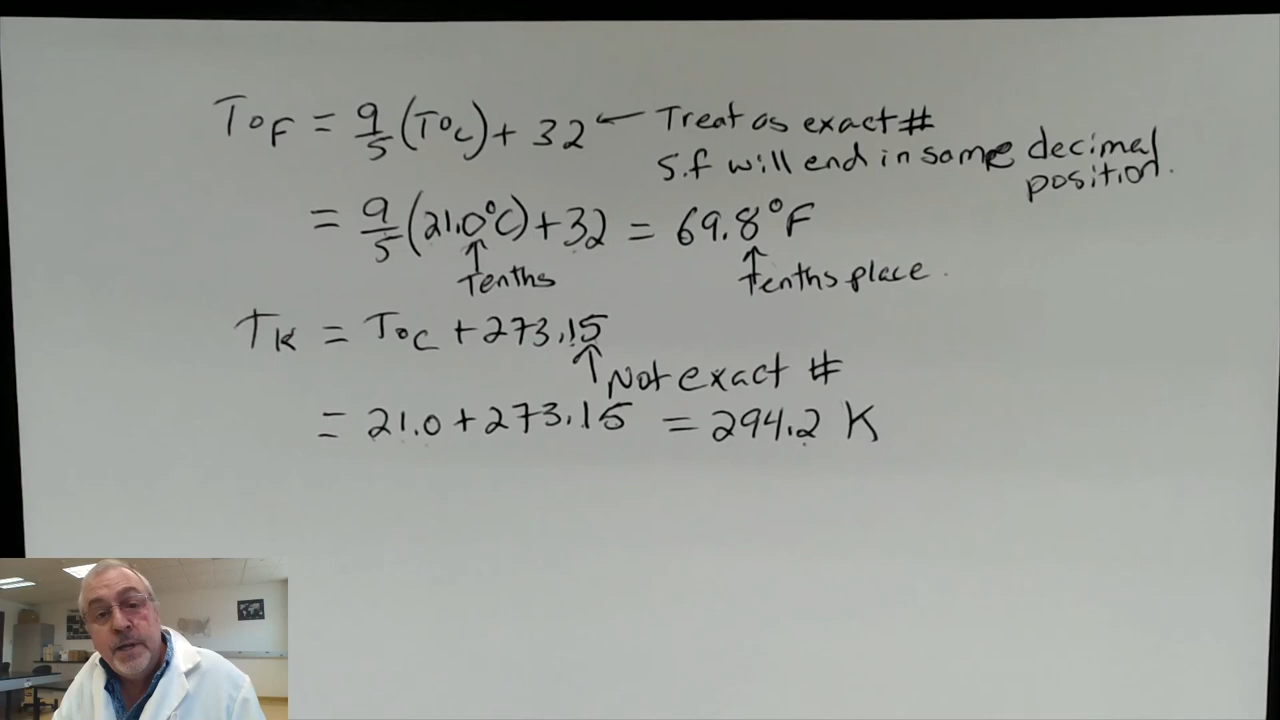 T°F = 9/5 (T°C) + 32 ← Treat as exact #
S.f will end in same decimal position.
= 9/5 (21.0°C) + 32 = 69.8°F
↑ Tenths ↑ Tenths place.
TK = T°C + 273.15
↑ Not exact #
= 21.0 + 273.15 = 294.2 K